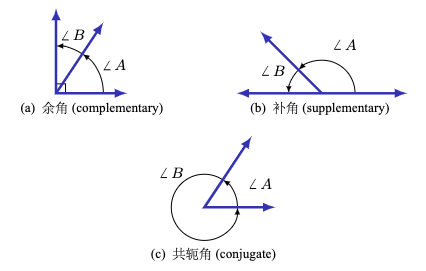 ∠B
∠A
(a) 余角 (complementary)
∠A
∠B
(b) 补角 (supplementary)
∠B
∠A
(c) 共轭角 (conjugate)